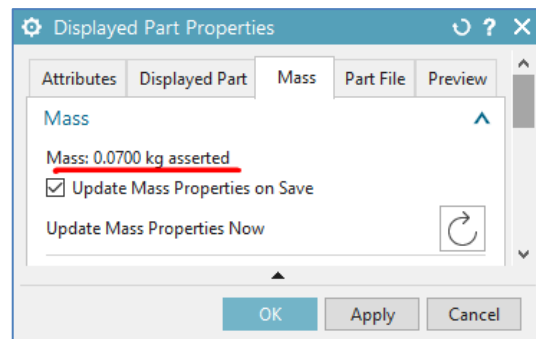 Displayed Part Properties ?
Attributes Displayed Part Mass Part File Preview
Mass
Mass: 0.0700 kg asserted
Update Mass Properties on Save
Update Mass Properties Now
OK Apply Cancel